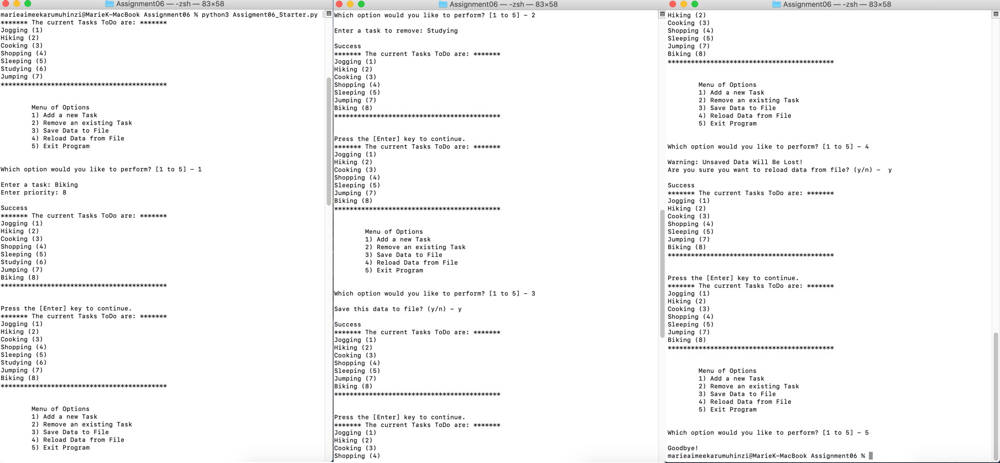 Assignment06 — -zsh — 83×58
marieaimeekarumuhinzi@MarieK-MacBook Assignment06 % python3 Assigment06_Starter.py ]
******* The current Tasks ToDo are: *******
Jogging (1)
Hiking (2)
Cooking (3)
Shopping (4)
Sleeping (5)
Studying (6)
Jumping (7)
*******************************************
Menu of Options
1) Add a new Task
2) Remove an existing Task
3) Save Data to File
4) Reload Data from File
5) Exit Program
Which option would you like to perform? [1 to 5] - 1
Enter a task: Biking
Enter priority: 8
Success
******* The current Tasks ToDo are: *******
Jogging (1)
Hiking (2)
Cooking (3)
Shopping (4)
Sleeping (5)
Studying (6)
Jumping (7)
Biking (8)
*******************************************
Press the [Enter] key to continue.
******* The current Tasks ToDo are: *******
Jogging (1)
Hiking (2)
Cooking (3)
Shopping (4)
Sleeping (5)
Studying (6)
Jumping (7)
Biking (8)
*******************************************
Menu of Options
1) Add a new Task
2) Remove an existing Task
3) Save Data to File
4) Reload Data from File
5) Exit Program
Assignment06 — -zsh — 83×58
Which option would you like to perform? [1 to 5] - 2
Enter a task to remove: Studying
Success
******* The current Tasks ToDo are: *******
Jogging (1)
Hiking (2)
Cooking (3)
Shopping (4)
Sleeping (5)
Jumping (7)
Biking (8)
*******************************************
Press the [Enter] key to continue.
******* The current Tasks ToDo are: *******
Jogging (1)
Hiking (2)
Cooking (3)
Shopping (4)
Sleeping (5)
Jumping (7)
Biking (8)
*******************************************
Menu of Options
1) Add a new Task
2) Remove an existing Task
3) Save Data to File
4) Reload Data from File
5) Exit Program
Which option would you like to perform? [1 to 5] - 3
Save this data to file? (y/n) - y
Success
******* The current Tasks ToDo are: *******
Jogging (1)
Hiking (2)
Cooking (3)
Shopping (4)
Sleeping (5)
Jumping (7)
Biking (8)
*******************************************
Press the [Enter] key to continue.
******* The current Tasks ToDo are: *******
Jogging (1)
Hiking (2)
Cooking (3)
Shopping (4)
Assignment06 — -zsh — 83×58
Hiking (2)
Cooking (3)
Shopping (4)
Sleeping (5)
Jumping (7)
Biking (8)
*******************************************
Menu of Options
1) Add a new Task
2) Remove an existing Task
3) Save Data to File
4) Reload Data from File
5) Exit Program
Which option would you like to perform? [1 to 5] - 4
Warning: Unsaved Data Will Be Lost!
Are you sure you want to reload data from file? (y/n) -  y
Success
******* The current Tasks ToDo are: *******
Jogging (1)
Hiking (2)
Cooking (3)
Shopping (4)
Sleeping (5)
Jumping (7)
Biking (8)
*******************************************
Press the [Enter] key to continue.
******* The current Tasks ToDo are: *******
Jogging (1)
Hiking (2)
Cooking (3)
Shopping (4)
Sleeping (5)
Jumping (7)
Biking (8)
*******************************************
Menu of Options
1) Add a new Task
2) Remove an existing Task
3) Save Data to File
4) Reload Data from File
5) Exit Program
Which option would you like to perform? [1 to 5] - 5
Goodbye!
marieaimeekarumuhinzi@MarieK-MacBook Assignment06 %